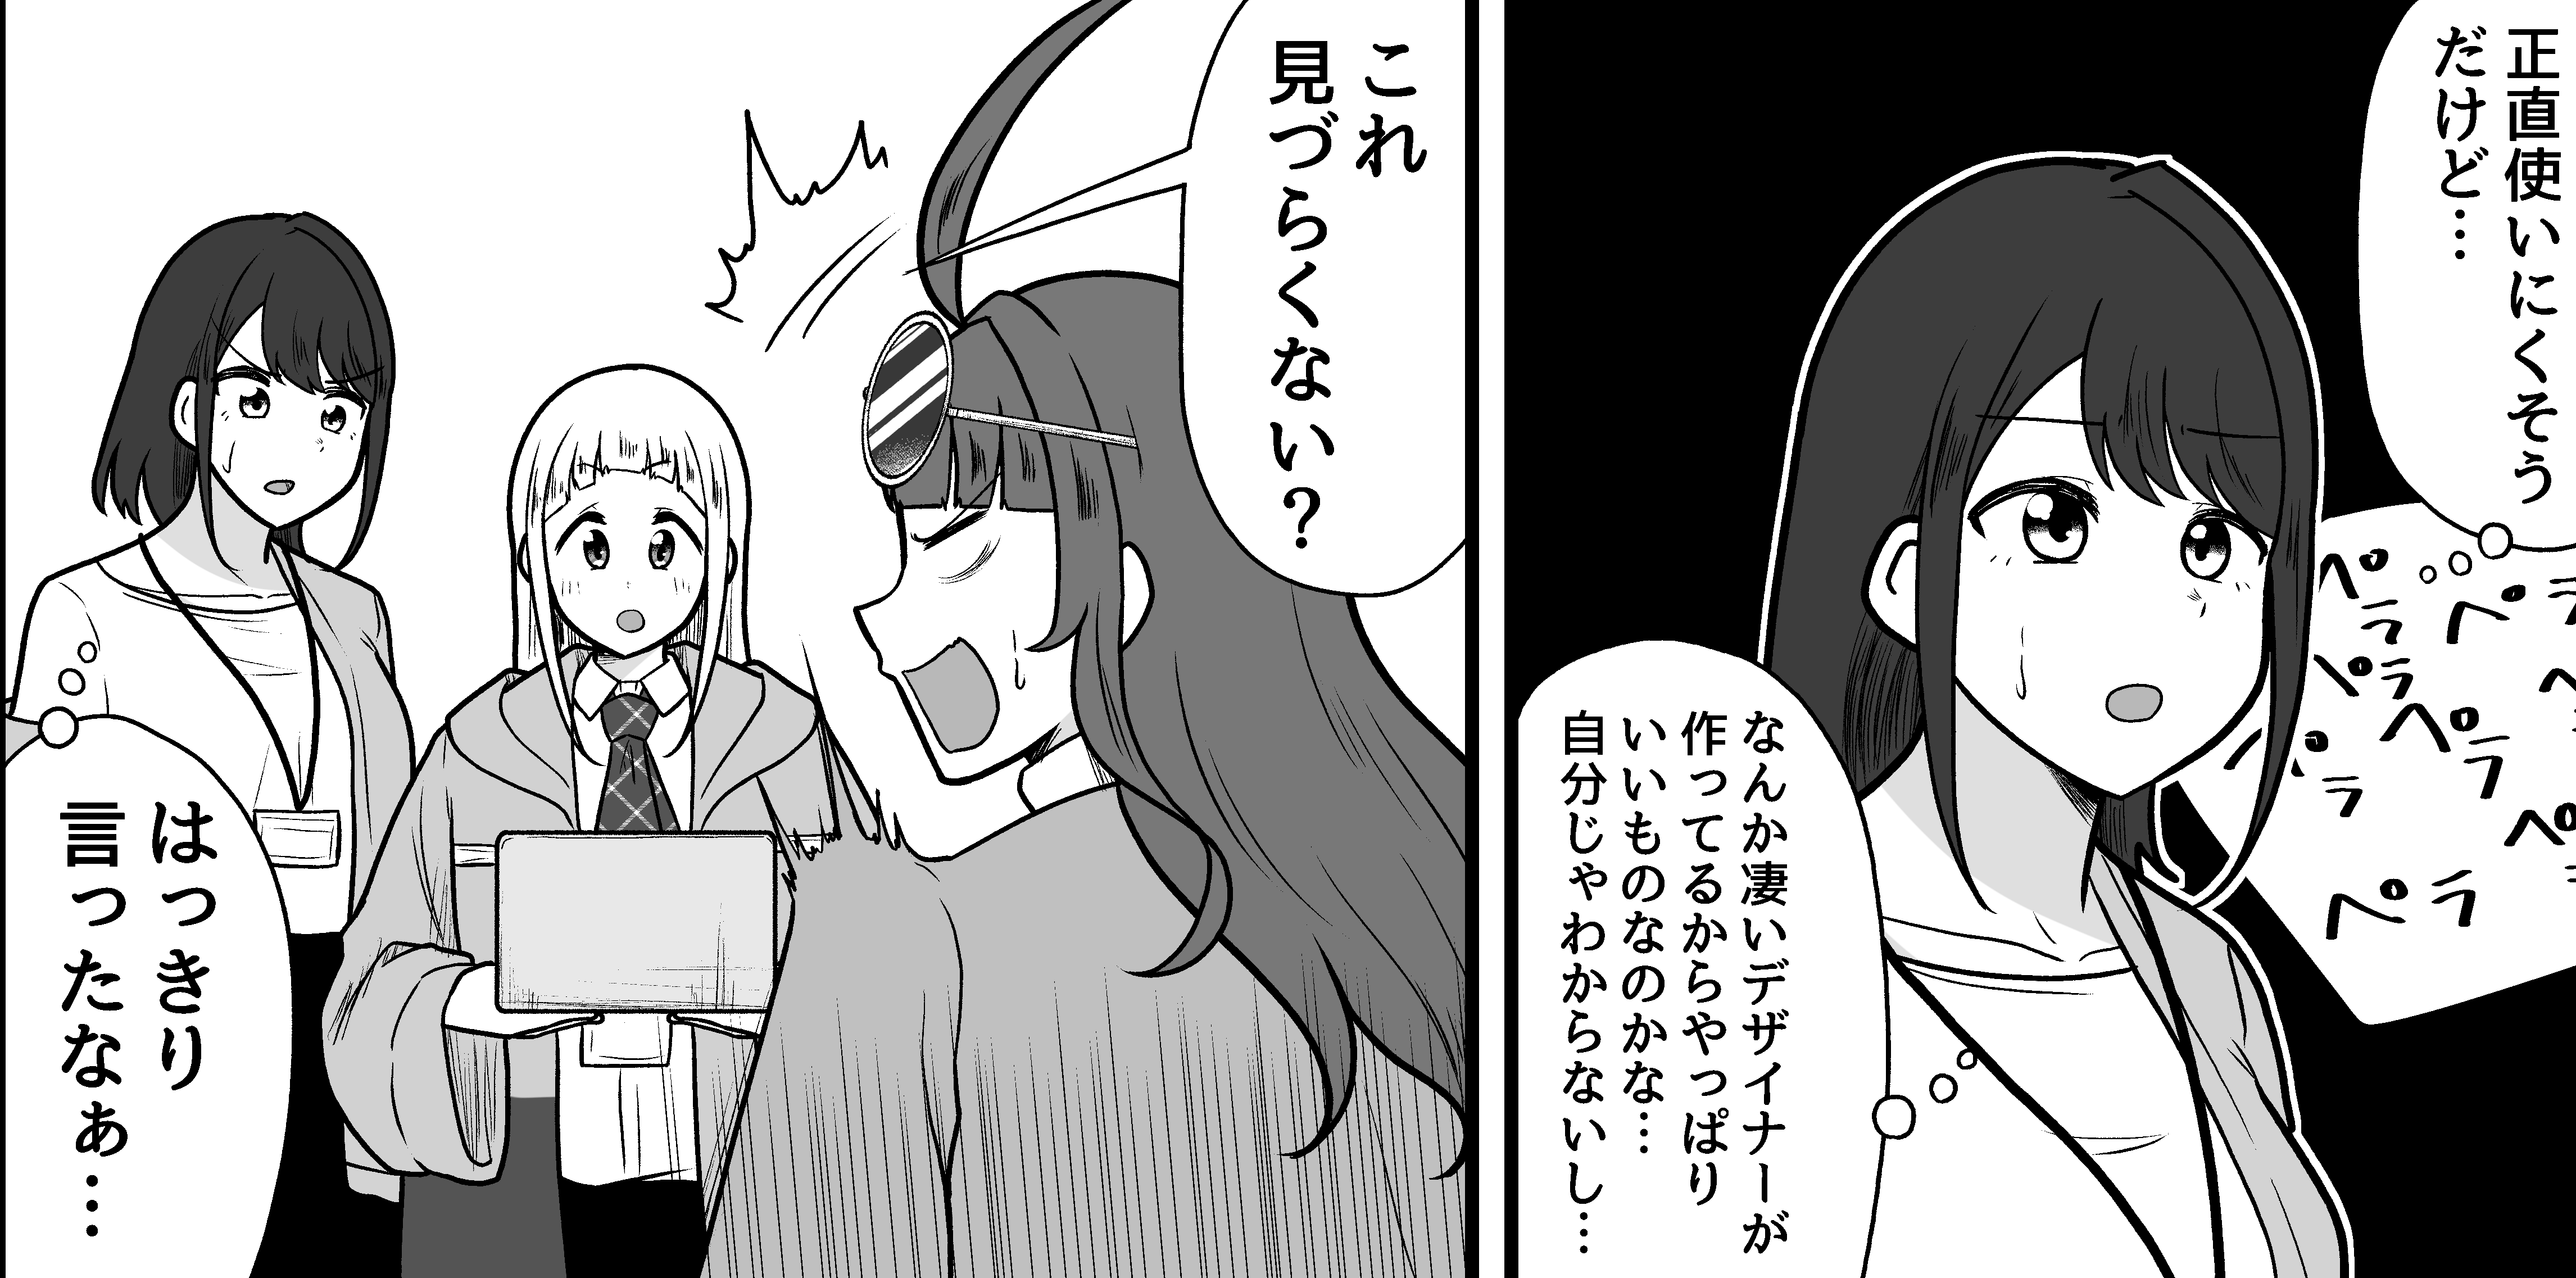 正直使いにくそう
だけど…
ペラ
ペラ
ペラ
ペラ
ペラ
ペラ
なんか凄いデザイナーが
作ってるからやっぱり
いいものなのかな…
自分じゃわからないし…
これ
見づらくない？
はっきり
言ったなぁ…